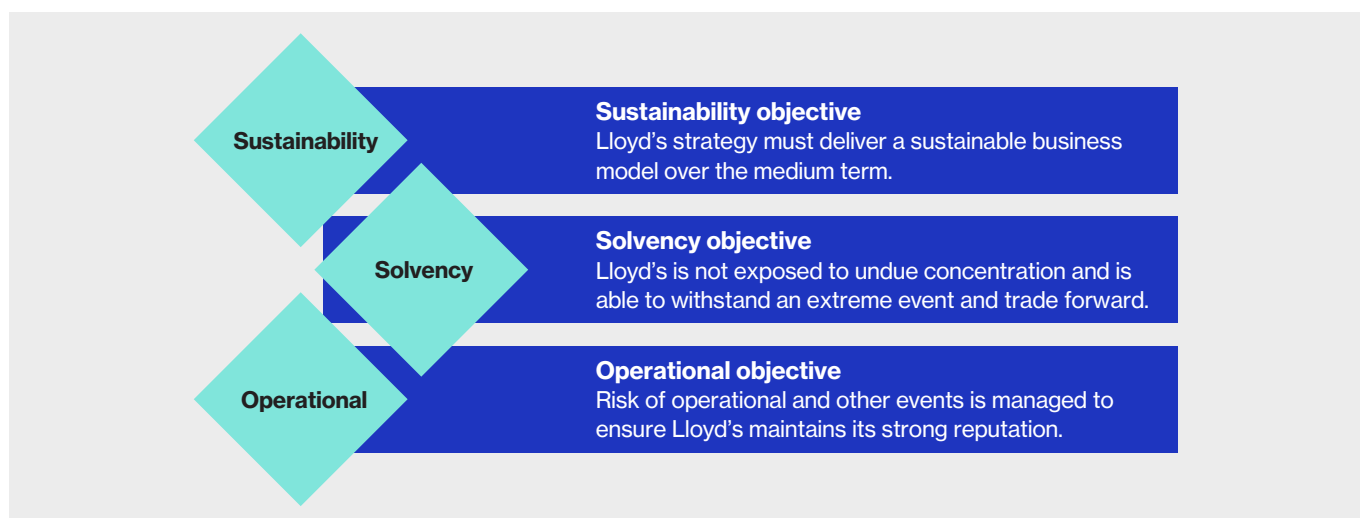 Sustainability
Sustainability objective
Lloyd’s strategy must deliver a sustainable business
model over the medium term.
Solvency
Solvency objective
Lloyd’s is not exposed to undue concentration and is
able to withstand an extreme event and trade forward.
Operational
Operational objective
Risk of operational and other events is managed to
ensure Lloyd’s maintains its strong reputation.